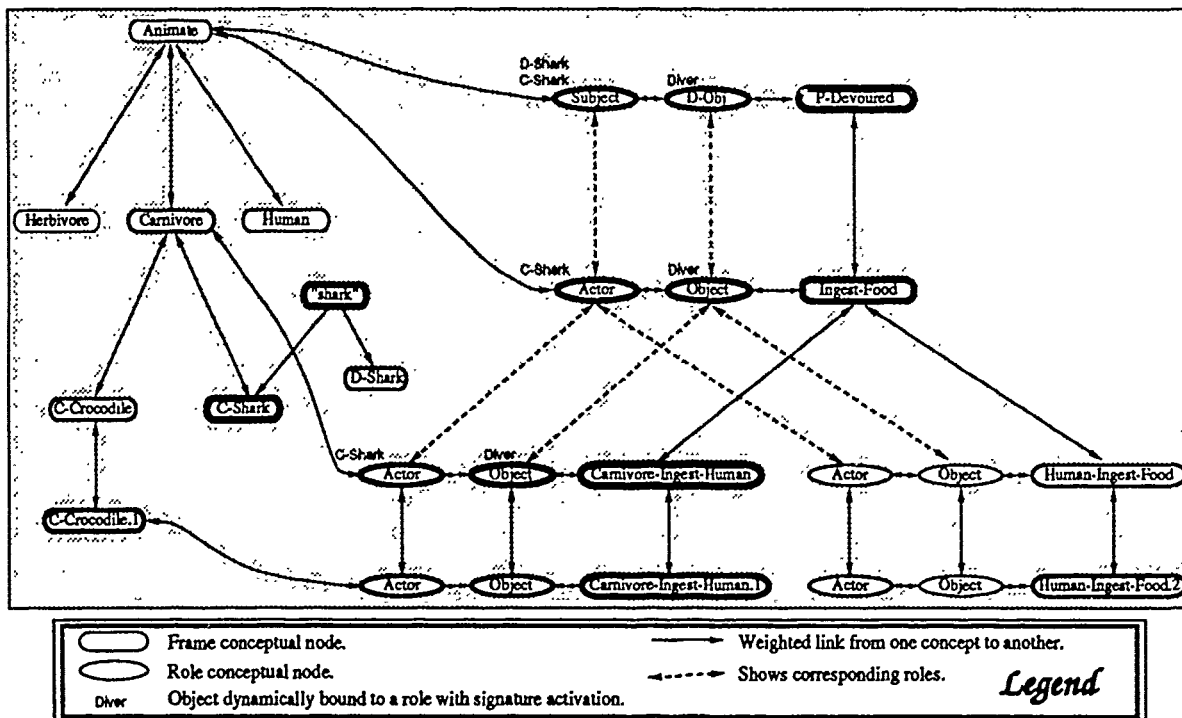 Animate
D-Shark
C-Shark
Diver
Subject
D-Obj
P-Devoured
Herbivore
Carnivore
Human
C-Shark
Diver
"shark"
Actor
Object
Ingest-Food
D-Shark
C-Crocodile
C-Shark
C-Shark
Diver
Actor
Object
Carnivore-Ingest-Human
Actor
Object
Human-Ingest-Food
C-Crocodile.1
Actor
Object
Carnivore-Ingest-Human.1
Actor
Object
Human-Ingest-Food.2
Frame conceptual node.
Weighted link from one concept to another.
Role conceptual node.
Shows corresponding roles.
Diver
Object dynamically bound to a role with signature activation.
Legend